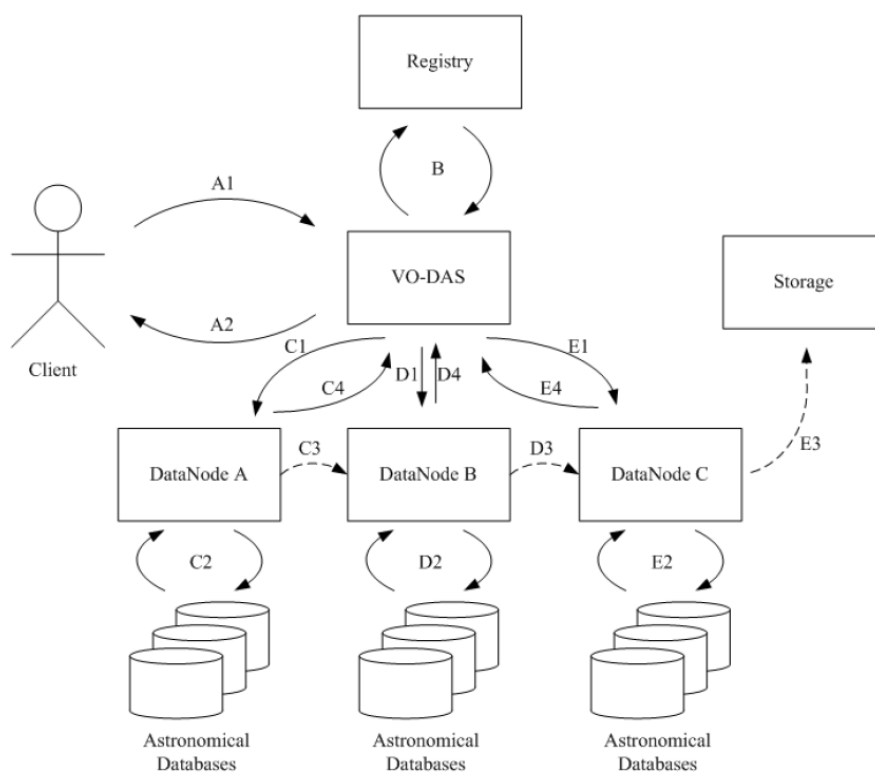 Registry
B
A1
VO-DAS
Storage
A2
Client
C1
C4
D1
D4
E1
E4
E3
DataNode A
C3
DataNode B
D3
DataNode C
C2
D2
E2
Astronomical
Databases
Astronomical
Databases
Astronomical
Databases